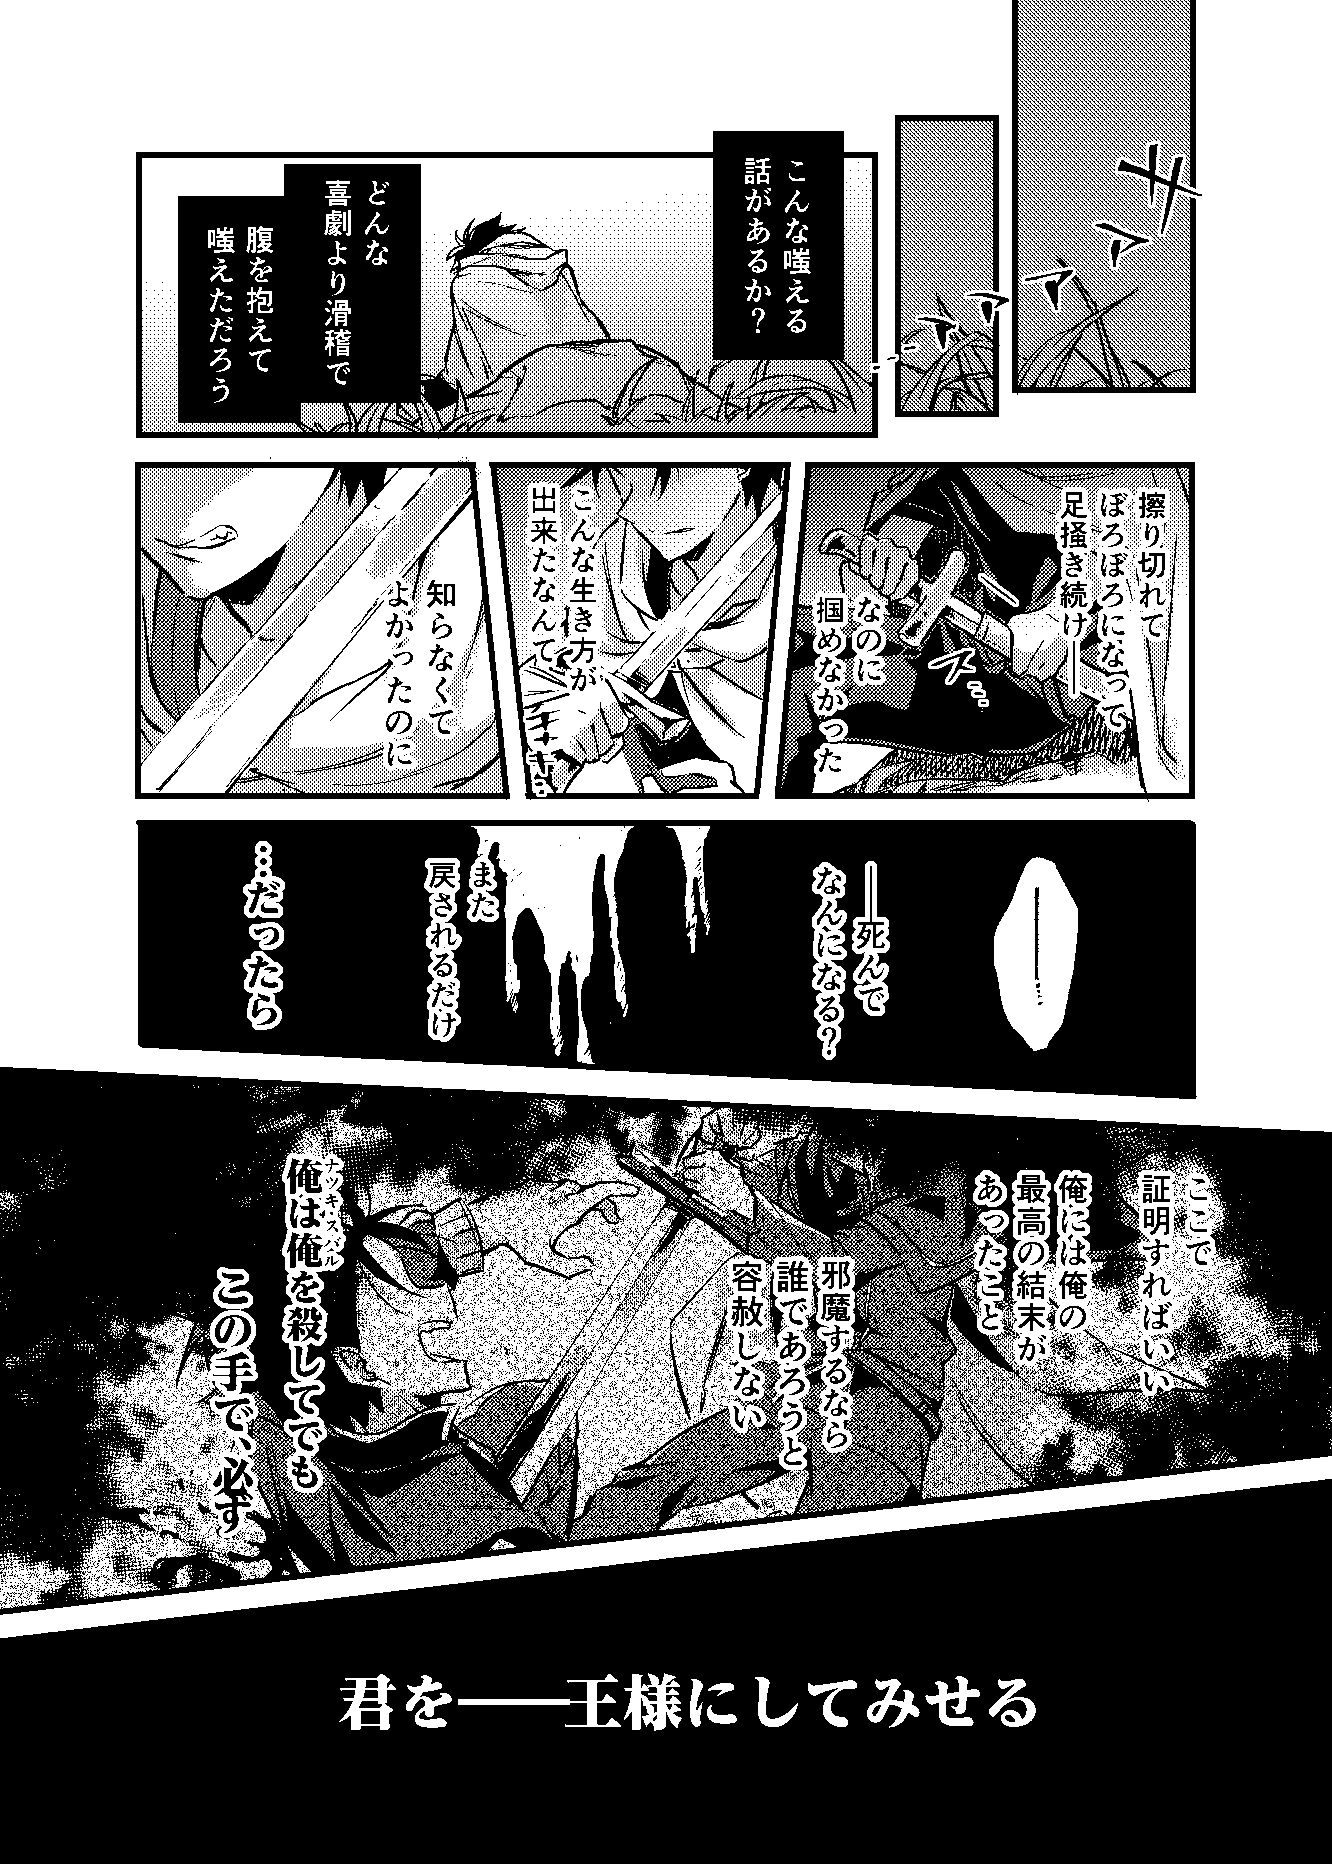 サァァァ…
こんな嗤える
話があるか?
どんな
喜劇より滑稽で
腹を抱えて
嗤えただろう
擦り切れて
ぼろぼろになって
足掻き続け――
なのに
掴めなかった
ス…
こんな生き方が
出来たなんて
チキ…
知らなくて
よかったのに
――…
――死んで
なんになる?
また
戻されるだけ
…だったら
ここで
証明すればいい
俺には俺の
最高の結末が
あったこと
邪魔するなら
誰であろうと
容赦しない
ナツキ・スバル
俺は俺を殺してでも
この手で、必ず
君を――王様にしてみせる